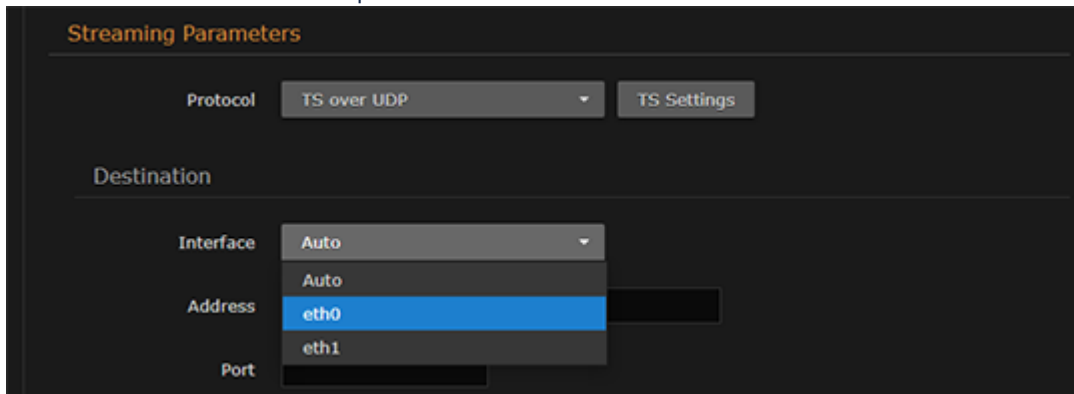 Streaming Parameters
Protocol TS over UDP TS Settings
Destination
Interface Auto
Auto
Address eth0
eth1
Port